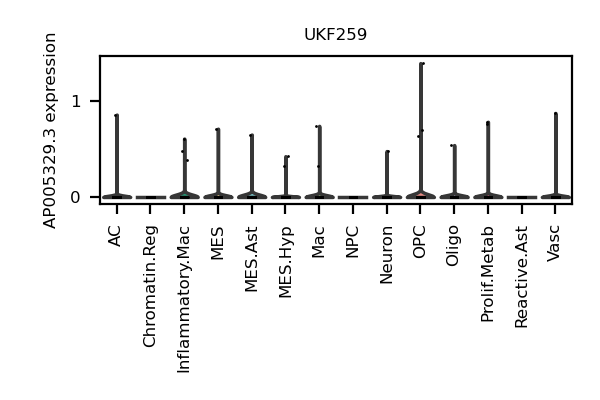 UKF259
AP005329.3 expression
1
0
AC
Chromatin.Reg
Inflammatory.Mac
MES
MES.Ast
MES.Hyp
Mac
NPC
Neuron
OPC
Oligo
Prolif.Metab
Reactive.Ast
Vasc